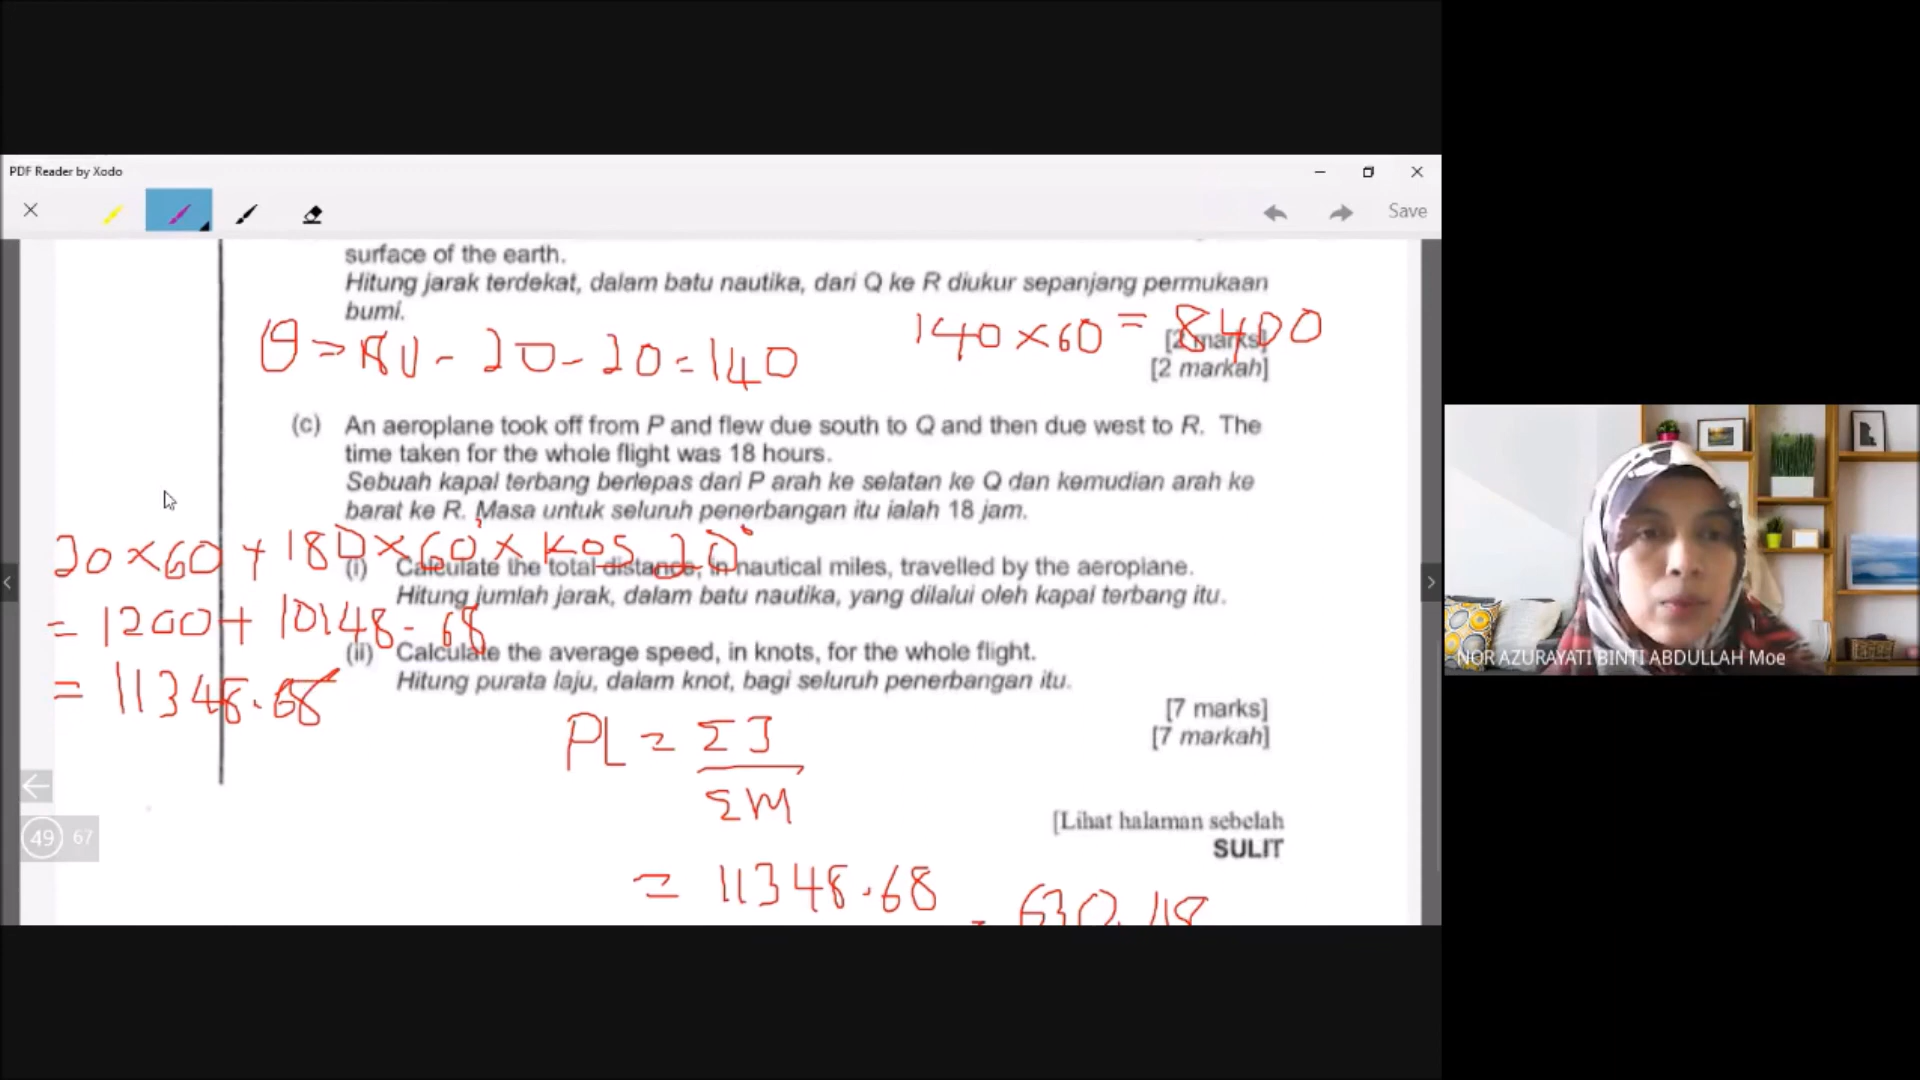 PDF Reader by Xodo
Save
surface of the earth.
Hitung jarak terdekat, dalam batu nautika, dari Q ke R diukur sepanjang permukaan
bumi.
140 × 60 = 8400
[2 marks]
θ = 180 - 20 - 20 = 140
[2 markah]
(c) An aeroplane took off from P and flew due south to Q and then due west to R. The
time taken for the whole flight was 18 hours.
Sebuah kapal terbang berlepas dari P arah ke selatan ke Q dan kemudian arah ke
barat ke R. Masa untuk seluruh penerbangan itu ialah 18 jam.
20 × 60 + 180 × 60' × kos 20°
(i) Calculate the total distance, in nautical miles, travelled by the aeroplane.
Hitung jumlah jarak, dalam batu nautika, yang dilalui oleh kapal terbang itu.
= 1200 + 10148.68
(ii) Calculate the average speed, in knots, for the whole flight.
Hitung purata laju, dalam knot, bagi seluruh penerbangan itu.
= 11348.68
[7 marks]
[7 markah]
PL = ΣJ
ΣM
[Lihat halaman sebelah
SULIT
49 67
= 11348.68
NOR AZURAYATI BINTI ABDULLAH Moe